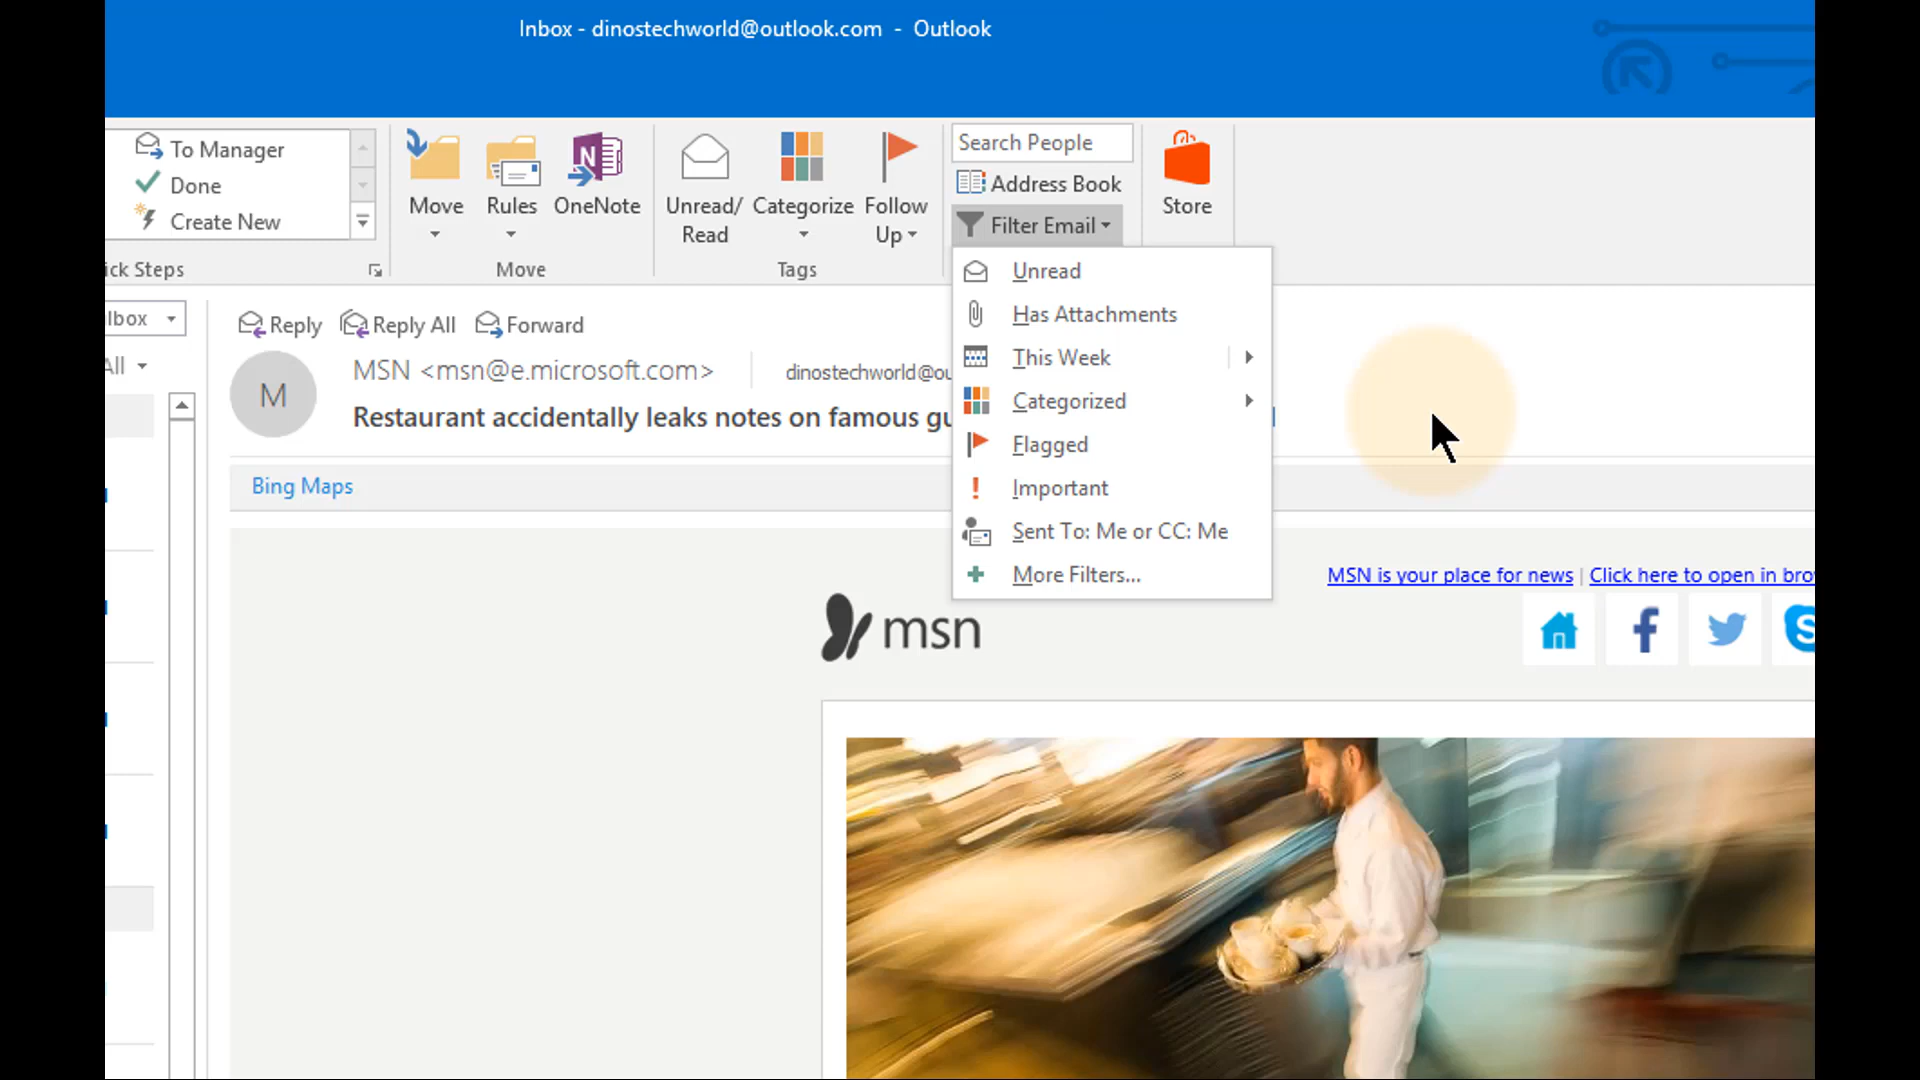 Inbox - dinostechworld@outlook.com - Outlook
To Manager
Done
Create New
ck Steps
Move
Rules
OneNote
Move
Unread/
Read
Categorize
Follow
Up
Tags
Search People
Address Book
Filter Email
Store
Unread
Has Attachments
This Week
Categorized
Flagged
Important
Sent To: Me or CC: Me
More Filters...
lbox
All
Reply
Reply All
Forward
M
MSN <msn@e.microsoft.com>
dinostechworld@ou
Restaurant accidentally leaks notes on famous gu
Bing Maps
MSN is your place for news | Click here to open in bro
msn